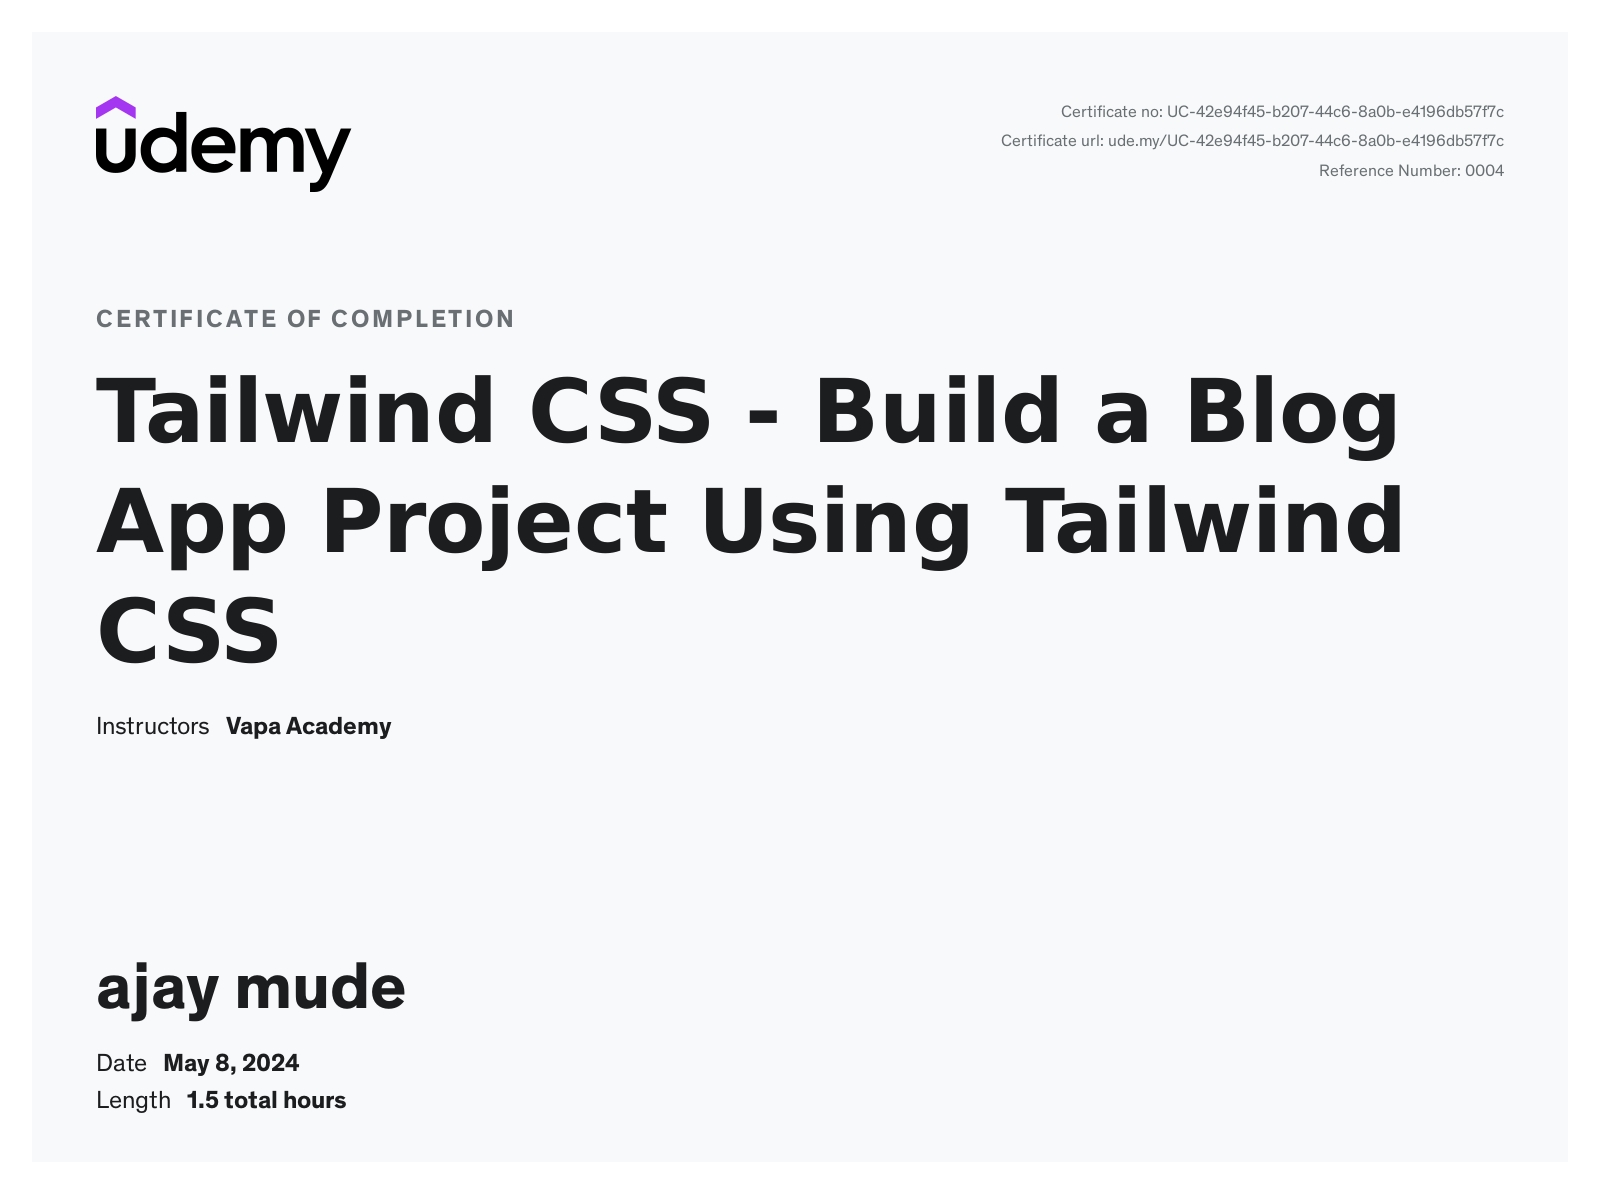 udemy
Certificate no: UC-42e94f45-b207-44c6-8a0b-e4196db57f7c
Certificate url: ude.my/UC-42e94f45-b207-44c6-8a0b-e4196db57f7c
Reference Number: 0004
CERTIFICATE OF COMPLETION
Tailwind CSS - Build a Blog
App Project Using Tailwind
CSS
Instructors Vapa Academy
ajay mude
Date May 8, 2024
Length 1.5 total hours